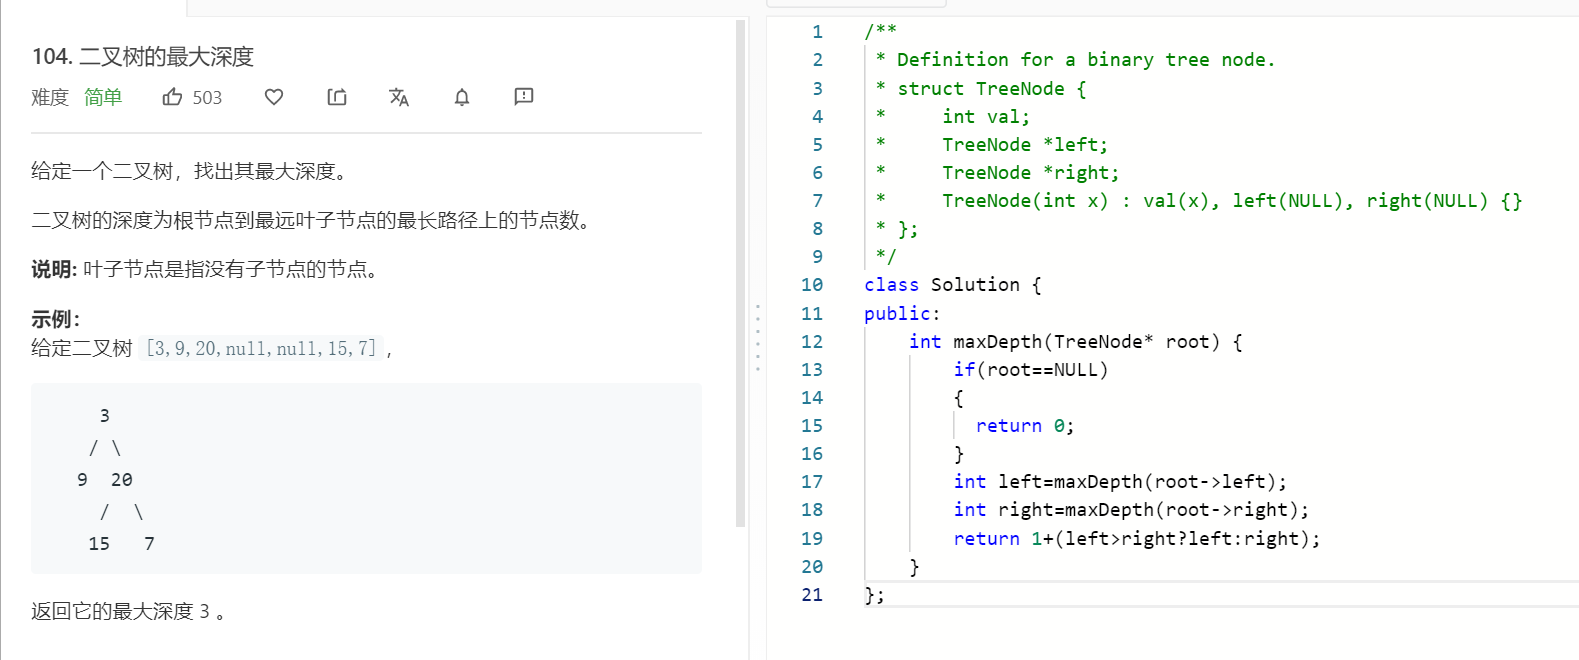 104. 二叉树的最大深度
难度 简单 503
给定一个二叉树，找出其最大深度。
二叉树的深度为根节点到最远叶子节点的最长路径上的节点数。
说明: 叶子节点是指没有子节点的节点。
示例：
给定二叉树 [3,9,20,null,null,15,7]，
    3
   / \
  9  20
    /  \
   15   7
返回它的最大深度 3 。
1 /**
2  * Definition for a binary tree node.
3  * struct TreeNode {
4  *     int val;
5  *     TreeNode *left;
6  *     TreeNode *right;
7  *     TreeNode(int x) : val(x), left(NULL), right(NULL) {}
8  * };
9  */
10 class Solution {
11 public:
12     int maxDepth(TreeNode* root) {
13         if(root==NULL)
14         {
15           return 0;
16         }
17         int left=maxDepth(root->left);
18         int right=maxDepth(root->right);
19         return 1+(left>right?left:right);
20     }
21 };